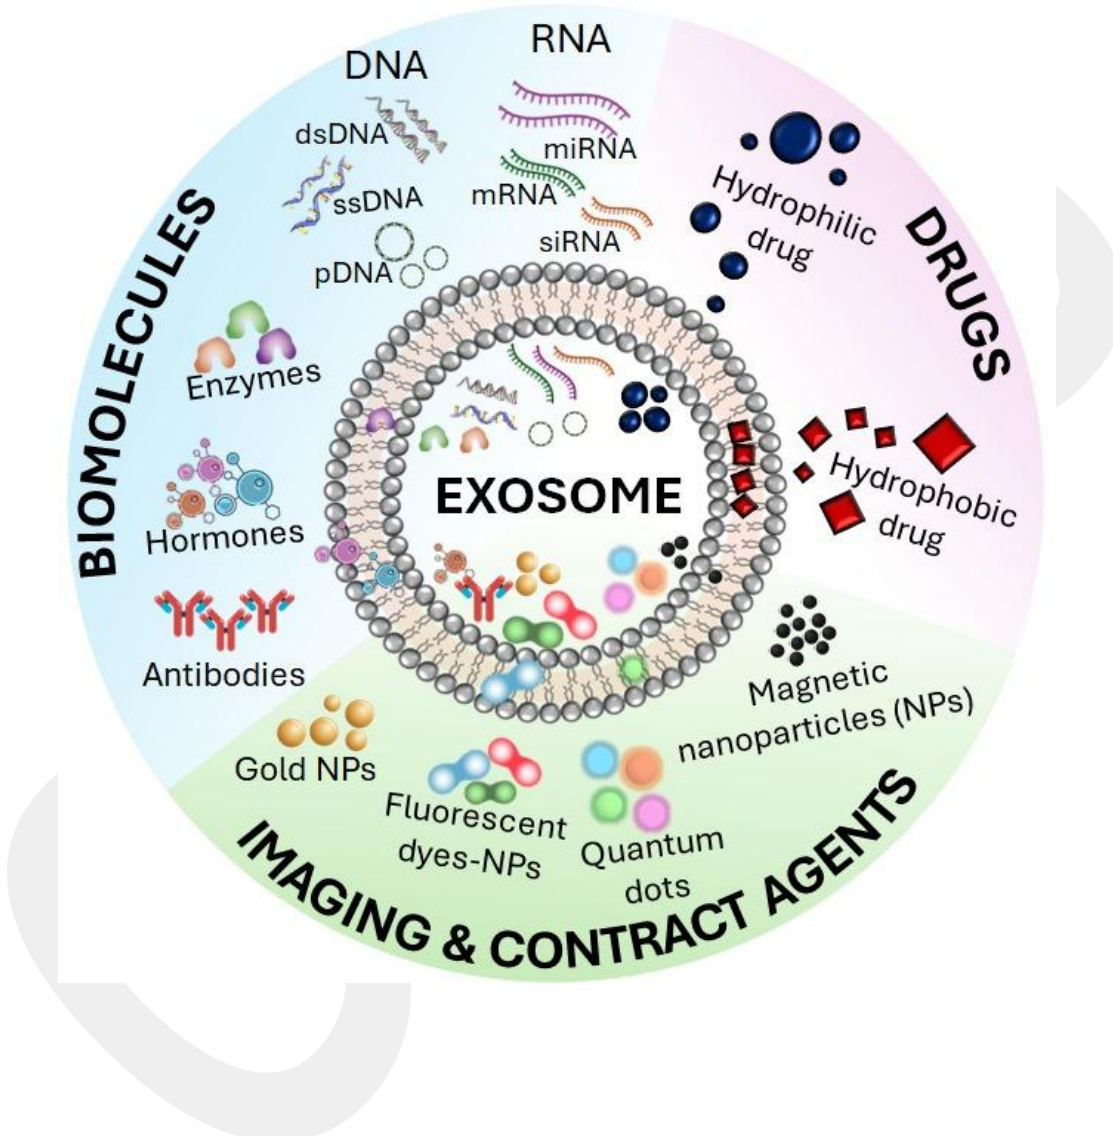 DNA
RNA
dsDNA
ssDNA
pDNA
miRNA
mRNA
siRNA
Hydrophilic
drug
DRUGS
Hydrophobic
drug
BIOMOLECULES
Enzymes
Hormones
Antibodies
EXOSOME
Gold NPs
Fluorescent
dyes-NPs
Quantum
dots
Magnetic
nanoparticles (NPs)
IMAGING & CONTRACT AGENTS